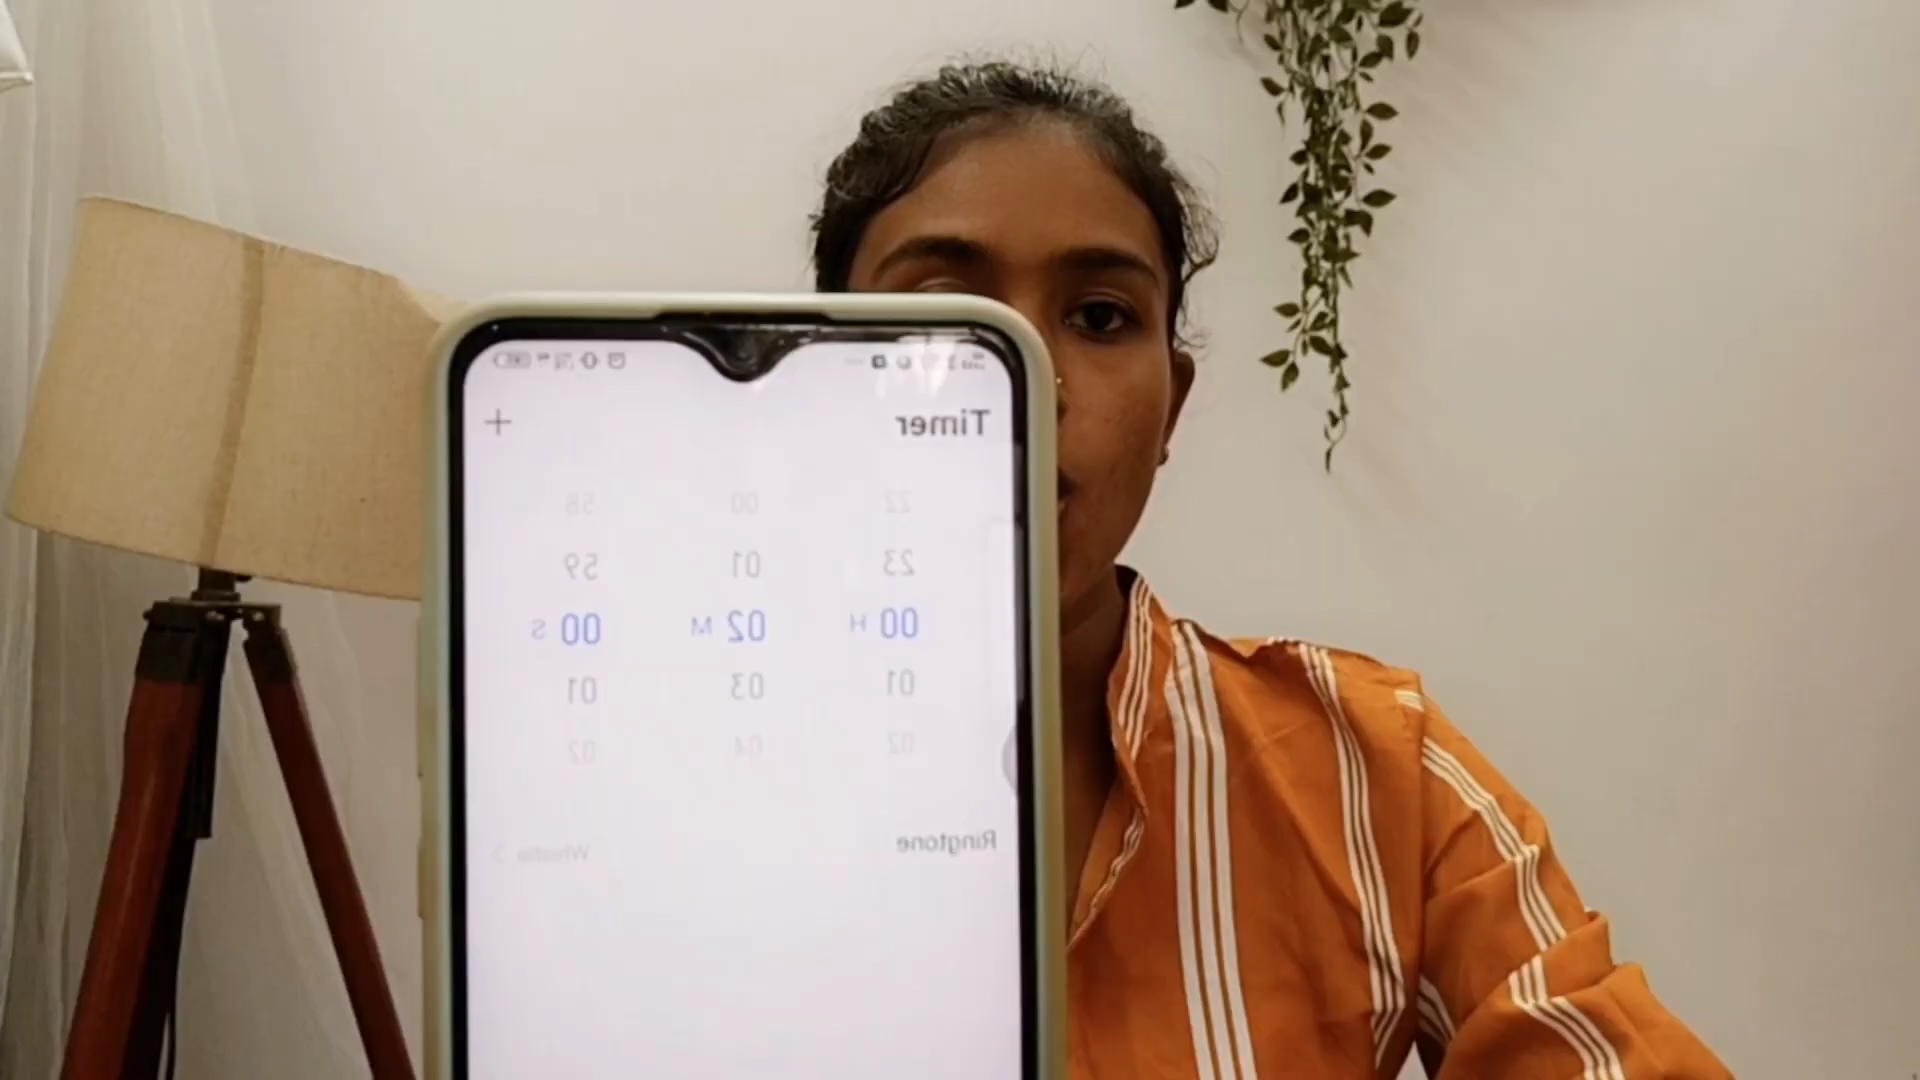 Timer +
22 00 58
23 01 59
00 H 02 M 00 S
01 03 01
02 04 02
Ringtone Whistle >